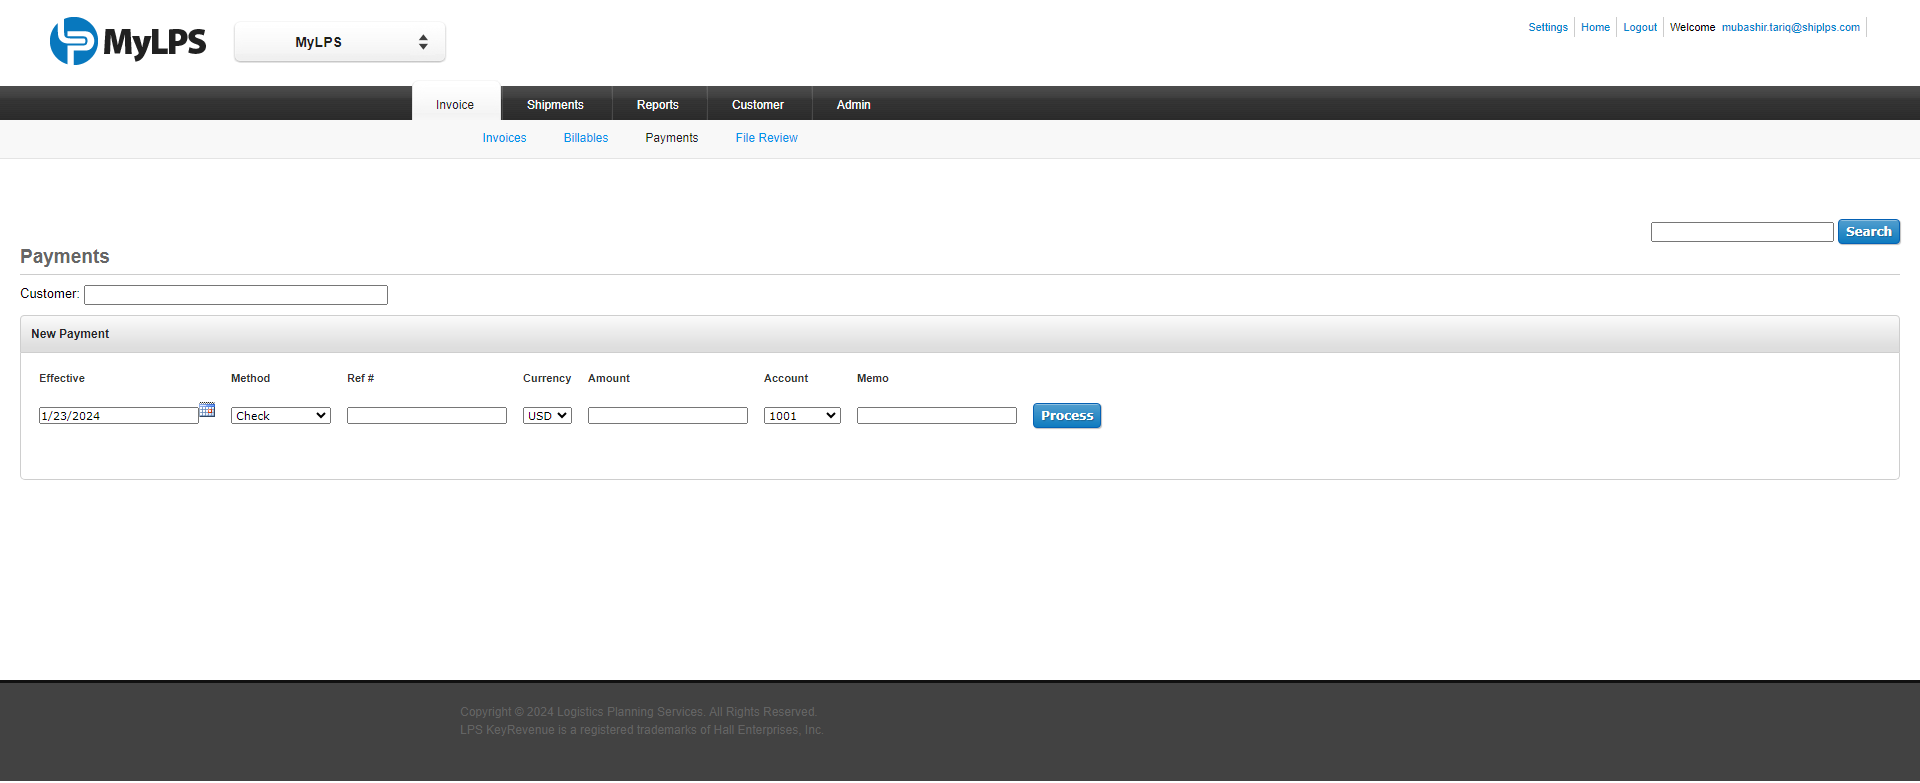 MyLPS
MyLPS
Settings Home Logout Welcome mubashir.tariq@shiplps.com
Invoice Shipments Reports Customer Admin
Invoices Billables Payments File Review
Search
Payments
Customer:
New Payment
Effective Method Ref # Currency Amount Account Memo
1/23/2024 Check USD 1001 Process
Copyright © 2024 Logistics Planning Services. All Rights Reserved.
LPS KeyRevenue is a registered trademarks of Hall Enterprises, Inc.